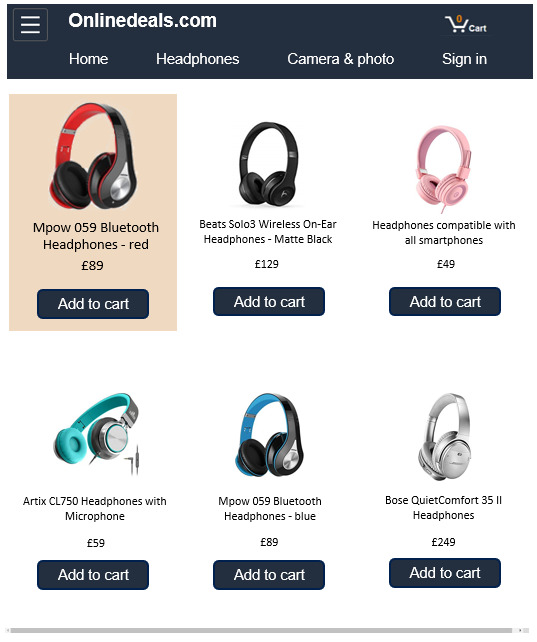 Onlinedeals.com
0
Cart
Home Headphones Camera & photo Sign in
Mpow 059 Bluetooth
Headphones - red
£89
Add to cart
Beats Solo3 Wireless On-Ear
Headphones - Matte Black
£129
Add to cart
Headphones compatible with
all smartphones
£49
Add to cart
Artix CL750 Headphones with
Microphone
£59
Add to cart
Mpow 059 Bluetooth
Headphones - blue
£89
Add to cart
Bose QuietComfort 35 II
Headphones
£249
Add to cart